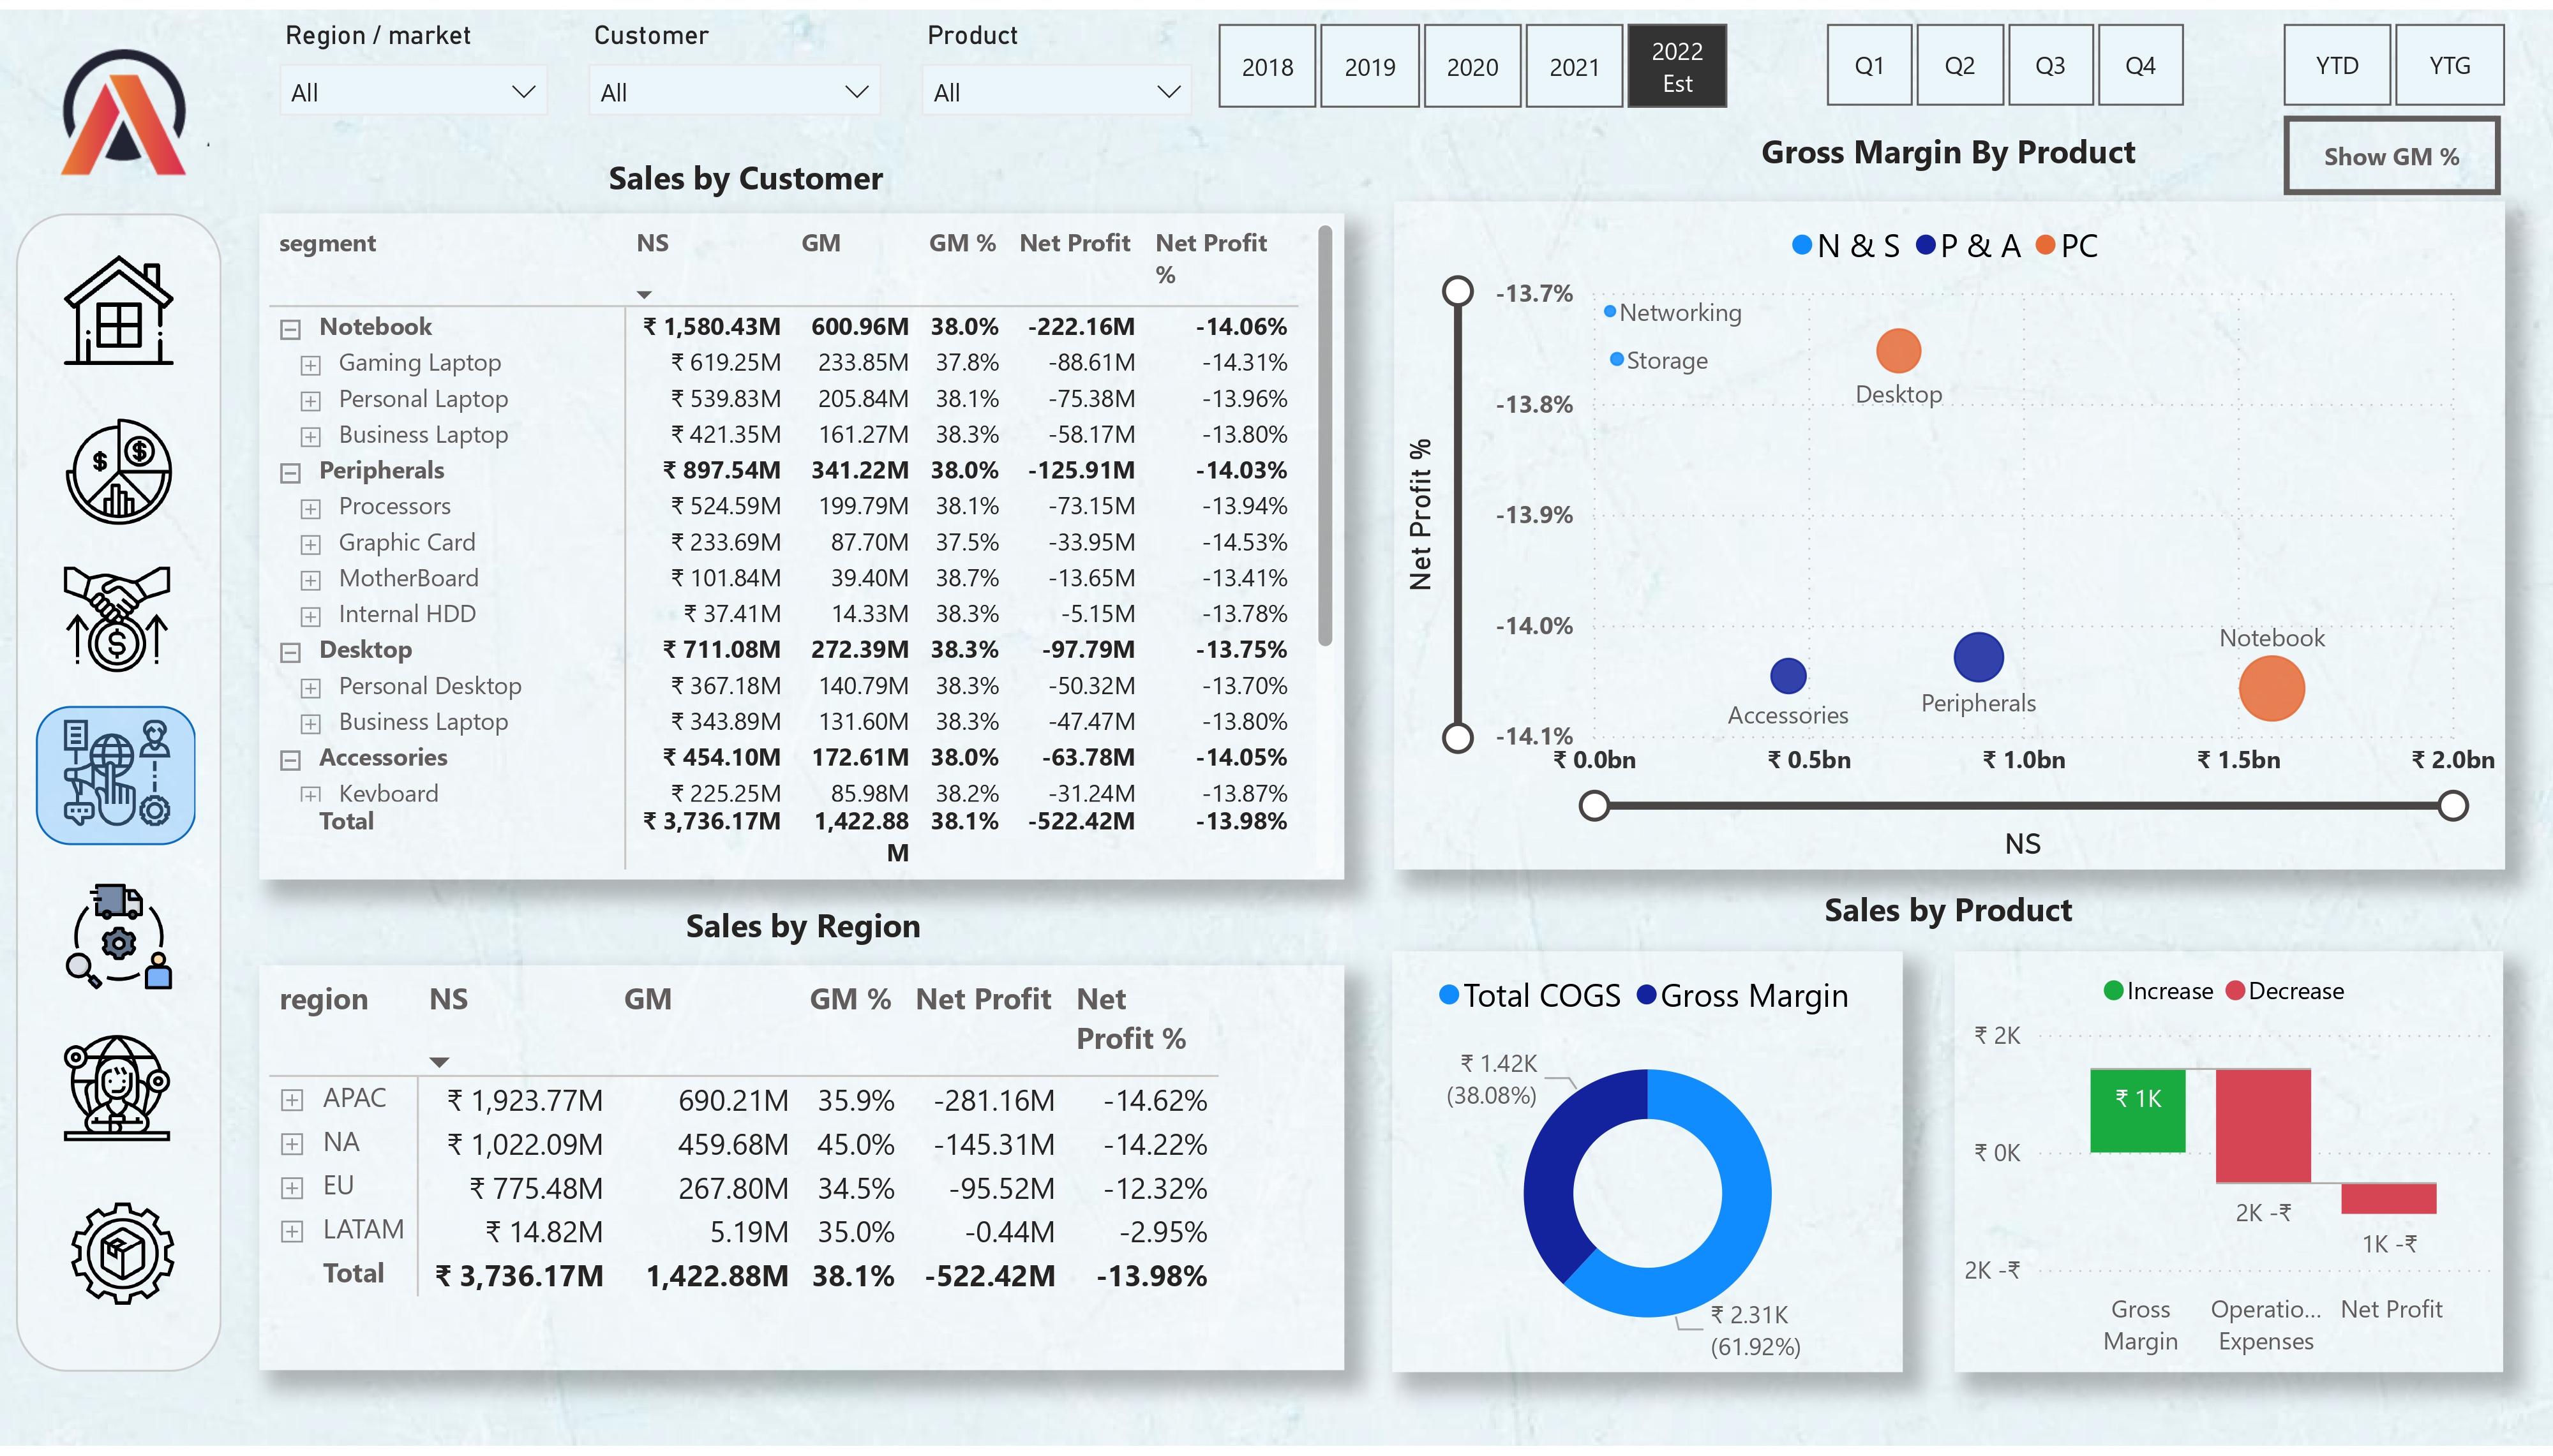 Region / market
Customer
Product
All
All
All
2018
2019
2020
2021
2022
Est
Q1
Q2
Q3
Q4
YTD
YTG
Show GM %
Sales by Customer
segment NS GM GM % Net Profit Net Profit
%
Notebook ₹ 1,580.43M 600.96M 38.0% -222.16M -14.06%
Gaming Laptop ₹ 619.25M 233.85M 37.8% -88.61M -14.31%
Personal Laptop ₹ 539.83M 205.84M 38.1% -75.38M -13.96%
Business Laptop ₹ 421.35M 161.27M 38.3% -58.17M -13.80%
Peripherals ₹ 897.54M 341.22M 38.0% -125.91M -14.03%
Processors ₹ 524.59M 199.79M 38.1% -73.15M -13.94%
Graphic Card ₹ 233.69M 87.70M 37.5% -33.95M -14.53%
MotherBoard ₹ 101.84M 39.40M 38.7% -13.65M -13.41%
Internal HDD ₹ 37.41M 14.33M 38.3% -5.15M -13.78%
Desktop ₹ 711.08M 272.39M 38.3% -97.79M -13.75%
Personal Desktop ₹ 367.18M 140.79M 38.3% -50.32M -13.70%
Business Laptop ₹ 343.89M 131.60M 38.3% -47.47M -13.80%
Accessories ₹ 454.10M 172.61M 38.0% -63.78M -14.05%
Keyboard ₹ 225.25M 85.98M 38.2% -31.24M -13.87%
Total ₹ 3,736.17M 1,422.88 38.1% -522.42M -13.98%
M
Gross Margin By Product
N & S P & A PC
Net Profit %
-13.7%
-13.8%
-13.9%
-14.0%
-14.1%
Networking
Storage
Desktop
Accessories
Peripherals
Notebook
₹ 0.0bn ₹ 0.5bn ₹ 1.0bn ₹ 1.5bn ₹ 2.0bn
NS
Sales by Region
region NS GM GM % Net Profit Net
Profit %
APAC ₹ 1,923.77M 690.21M 35.9% -281.16M -14.62%
NA ₹ 1,022.09M 459.68M 45.0% -145.31M -14.22%
EU ₹ 775.48M 267.80M 34.5% -95.52M -12.32%
LATAM ₹ 14.82M 5.19M 35.0% -0.44M -2.95%
Total ₹ 3,736.17M 1,422.88M 38.1% -522.42M -13.98%
Sales by Product
Total COGS Gross Margin
₹ 1.42K
(38.08%)
₹ 2.31K
(61.92%)
Increase Decrease
₹ 2K
₹ 0K
2K -₹
₹ 1K
2K -₹
1K -₹
Gross
Margin
Operatio...
Expenses
Net Profit